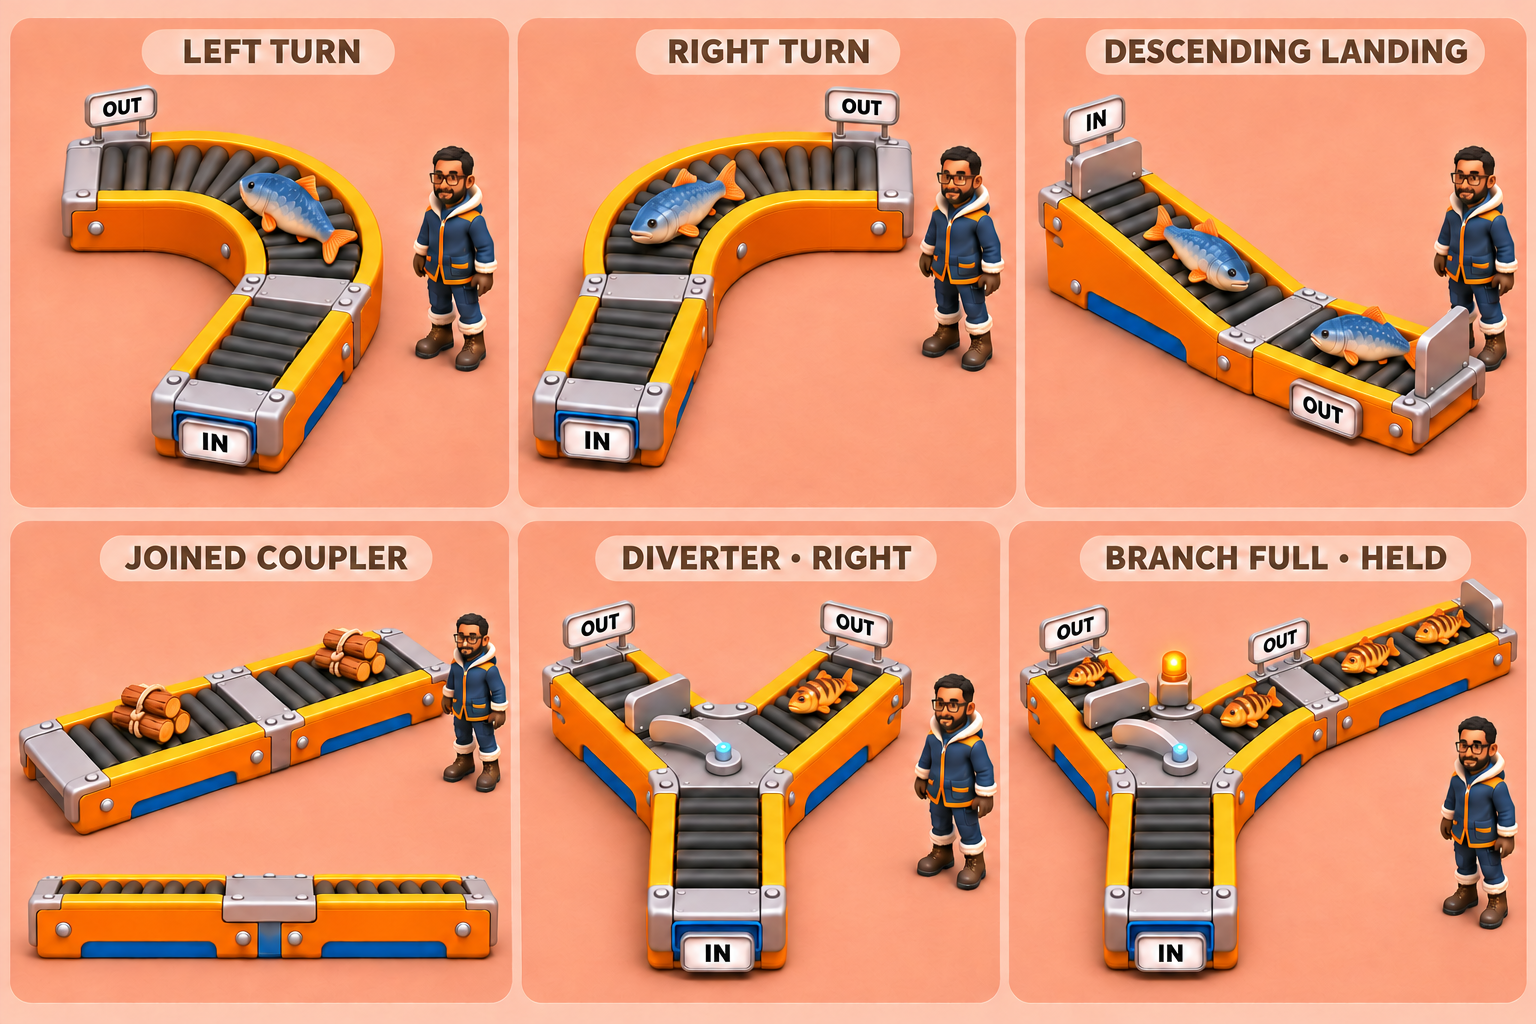 LEFT TURN
OUT
IN
RIGHT TURN
OUT
IN
DESCENDING LANDING
IN
OUT
JOINED COUPLER
DIVERTER • RIGHT
OUT
OUT
IN
BRANCH FULL • HELD
OUT
OUT
IN